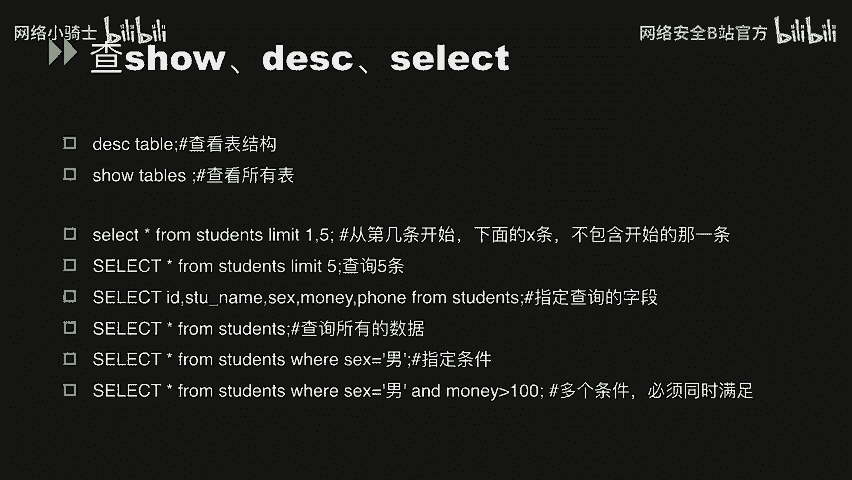 网络小骑士 bilibili
网络安全B站官方 bilibili
查show、desc、select
desc table;#查看表结构
show tables ;#查看所有表
select * from students limit 1,5; #从第几条开始，下面的x条，不包含开始的那一条
SELECT * from students limit 5;查询5条
SELECT id,stu_name,sex,money,phone from students;#指定查询的字段
SELECT * from students;#查询所有的数据
SELECT * from students where sex='男';#指定条件
SELECT * from students where sex='男' and money>100; #多个条件，必须同时满足